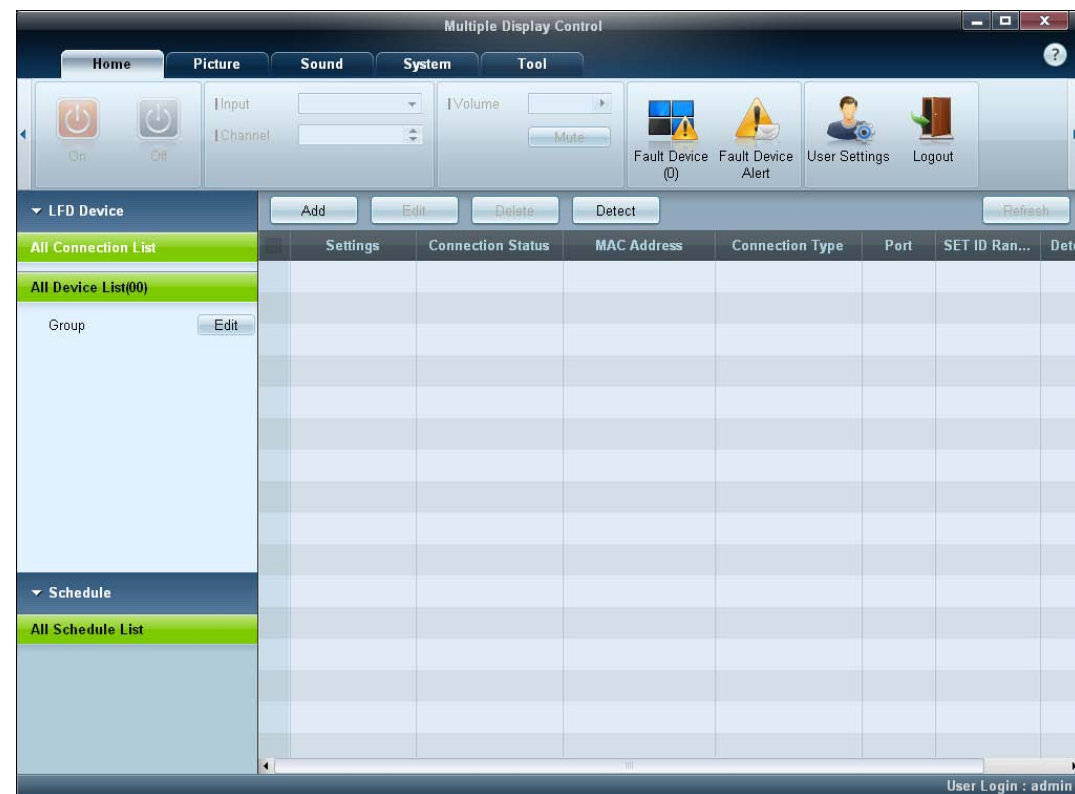 Multiple Display Control
Home Picture Sound System Tool
Input
Channel
Volume
Mute
On Off
Fault Device (0)
Fault Device Alert
User Settings
Logout
LFD Device
Add Edit Delete Detect Refresh
All Connection List
Settings Connection Status MAC Address Connection Type Port SET ID Ran... Det
All Device List(00)
Group Edit
Schedule
All Schedule List
User Login : admin